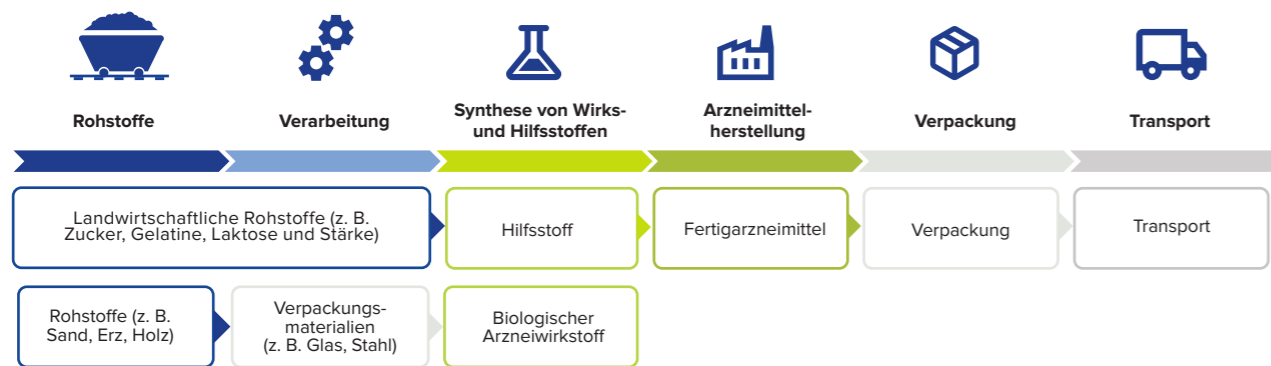 Rohstoffe
Verarbeitung
Synthese von Wirks-
und Hilfsstoffen
Arzneimittel-
herstellung
Verpackung
Transport
Landwirtschaftliche Rohstoffe (z. B.
Zucker, Gelatine, Laktose und Stärke)
Hilfsstoff
Fertigarzneimittel
Verpackung
Transport
Rohstoffe (z. B.
Sand, Erz, Holz)
Verpackungs-
materialien
(z. B. Glas, Stahl)
Biologischer
Arzneiwirkstoff